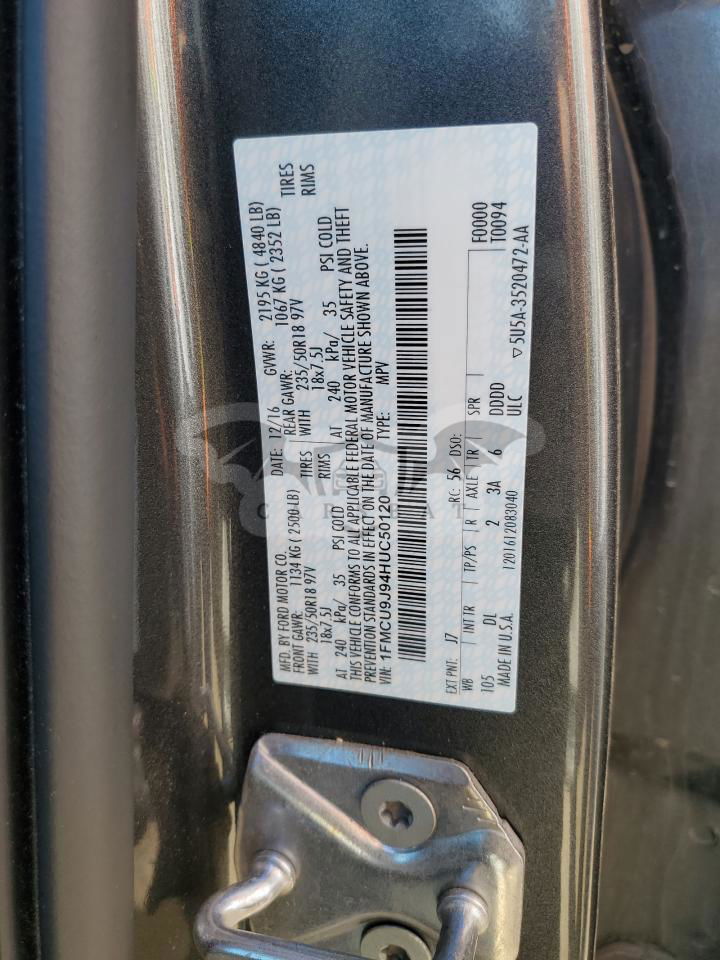 MFD. BY FORD MOTOR CO.
DATE: 12/16
GVWR: 2195 KG ( 4840 LB)
FRONT GAWR: 1134 KG ( 2500 LB)
REAR GAWR: 1067 KG ( 2352 LB)
WITH 235/50R18 97V TIRES
WITH 235/50R18 97V TIRES
18x7.5J RIMS
18x7.5J RIMS
AT 240 kPa/ 35 PSI COLD
AT 240 kPa/ 35 PSI COLD
THIS VEHICLE CONFORMS TO ALL APPLICABLE FEDERAL MOTOR VEHICLE SAFETY AND THEFT
PREVENTION STANDARDS IN EFFECT ON THE DATE OF MANUFACTURE SHOWN ABOVE.
VIN: 1FMCU9J94HUC50120
TYPE: MPV
EXT PNT: J7 RC: 56 DSO: F0000
WB INT TR TP/PS R AXLE TR SPR T0094
105 DL 2 3A 6 DDDD
MADE IN U.S.A. 1201612083040 ULC
▽5U5A-3520472-AA